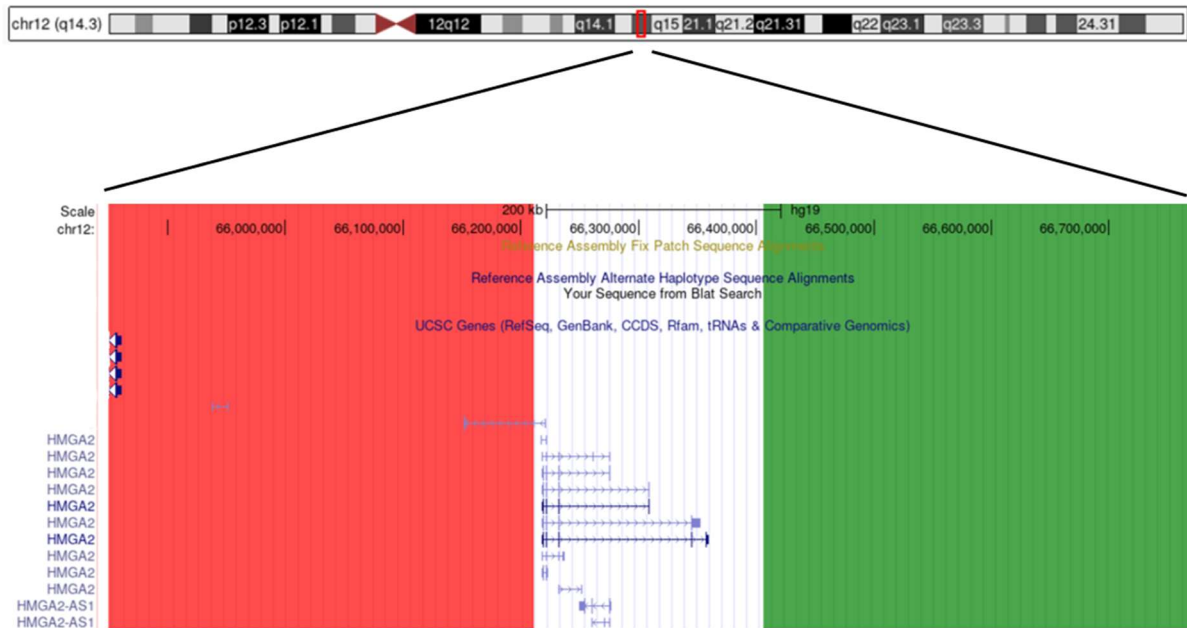 chr12 (q14.3) p12.3 p12.1 12q12 q14.1 q15 21.1 q21.2 q21.31 q22 q23.1 q23.3 24.31
Scale 200 kb hg19
chr12: 66,000,000 66,100,000 66,200,000 66,300,000 66,400,000 66,500,000 66,600,000 66,700,000
Reference Assembly Fix Patch Sequence Alignments
Reference Assembly Alternate Haplotype Sequence Alignments
Your Sequence from Blat Search
UCSC Genes (RefSeq, GenBank, CCDS, Rfam, tRNAs & Comparative Genomics)
HMGA2
HMGA2
HMGA2
HMGA2
HMGA2
HMGA2
HMGA2
HMGA2
HMGA2
HMGA2
HMGA2-AS1
HMGA2-AS1